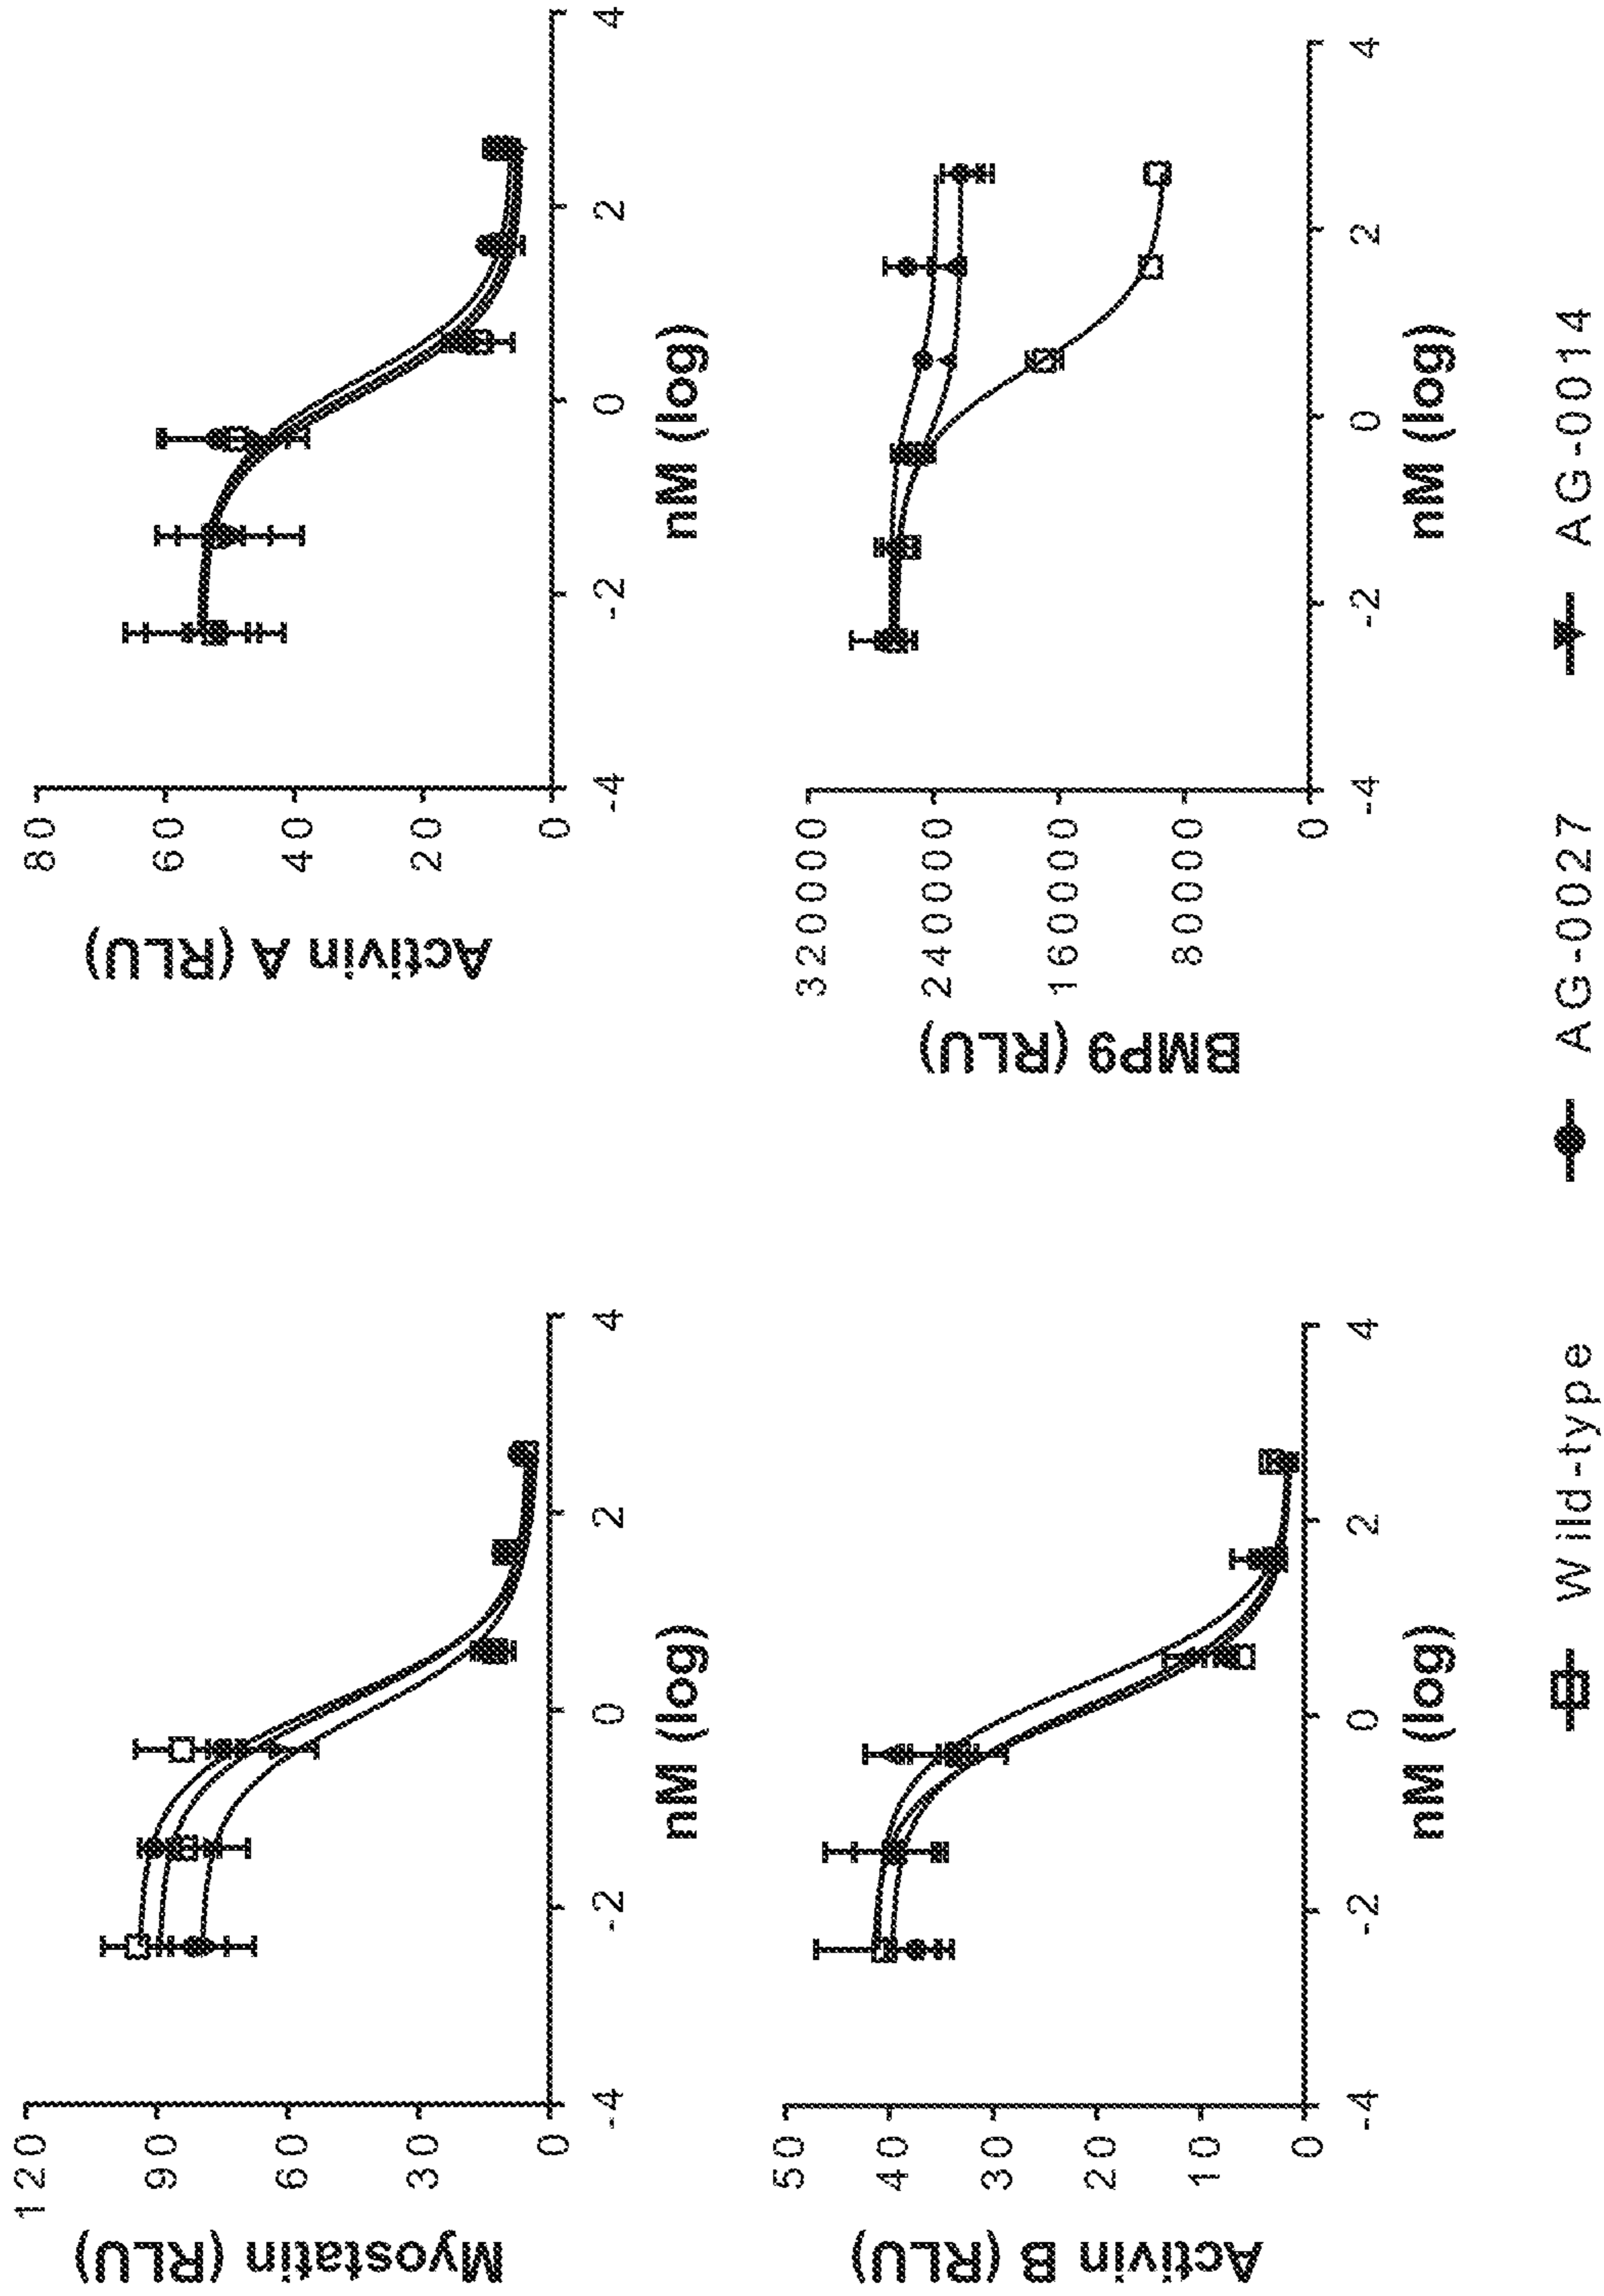 Myostatin (RLU)
120
90
60
30
0
-4 -2 0 2 4
nM (log)
Activin A (RLU)
80
60
40
20
0
-4 -2 0 2 4
nM (log)
Activin B (RLU)
50
40
30
20
10
0
-4 -2 0 2 4
nM (log)
BMP9 (RLU)
320000
240000
160000
80000
0
-4 -2 0 2 4
nM (log)
Wild-type AG-0027 AG-0014